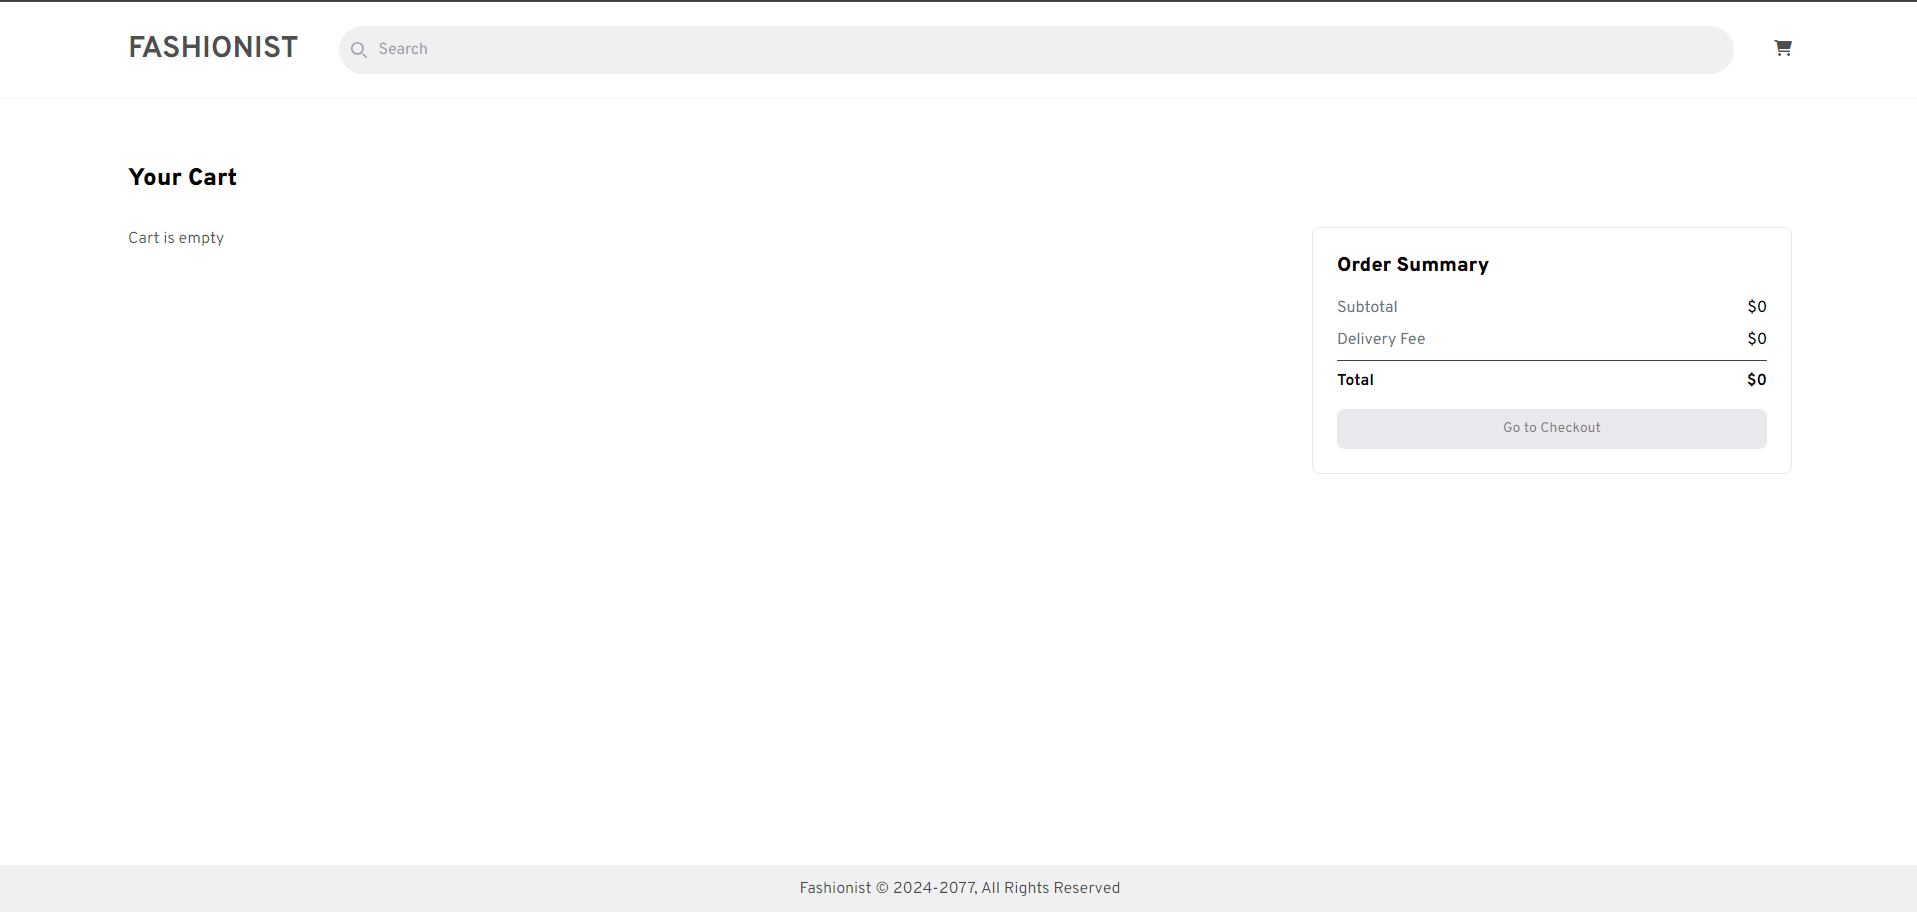 FASHIONIST
Search
Your Cart
Cart is empty
Order Summary
Subtotal $0
Delivery Fee $0
Total $0
Go to Checkout
Fashionist © 2024-2077, All Rights Reserved